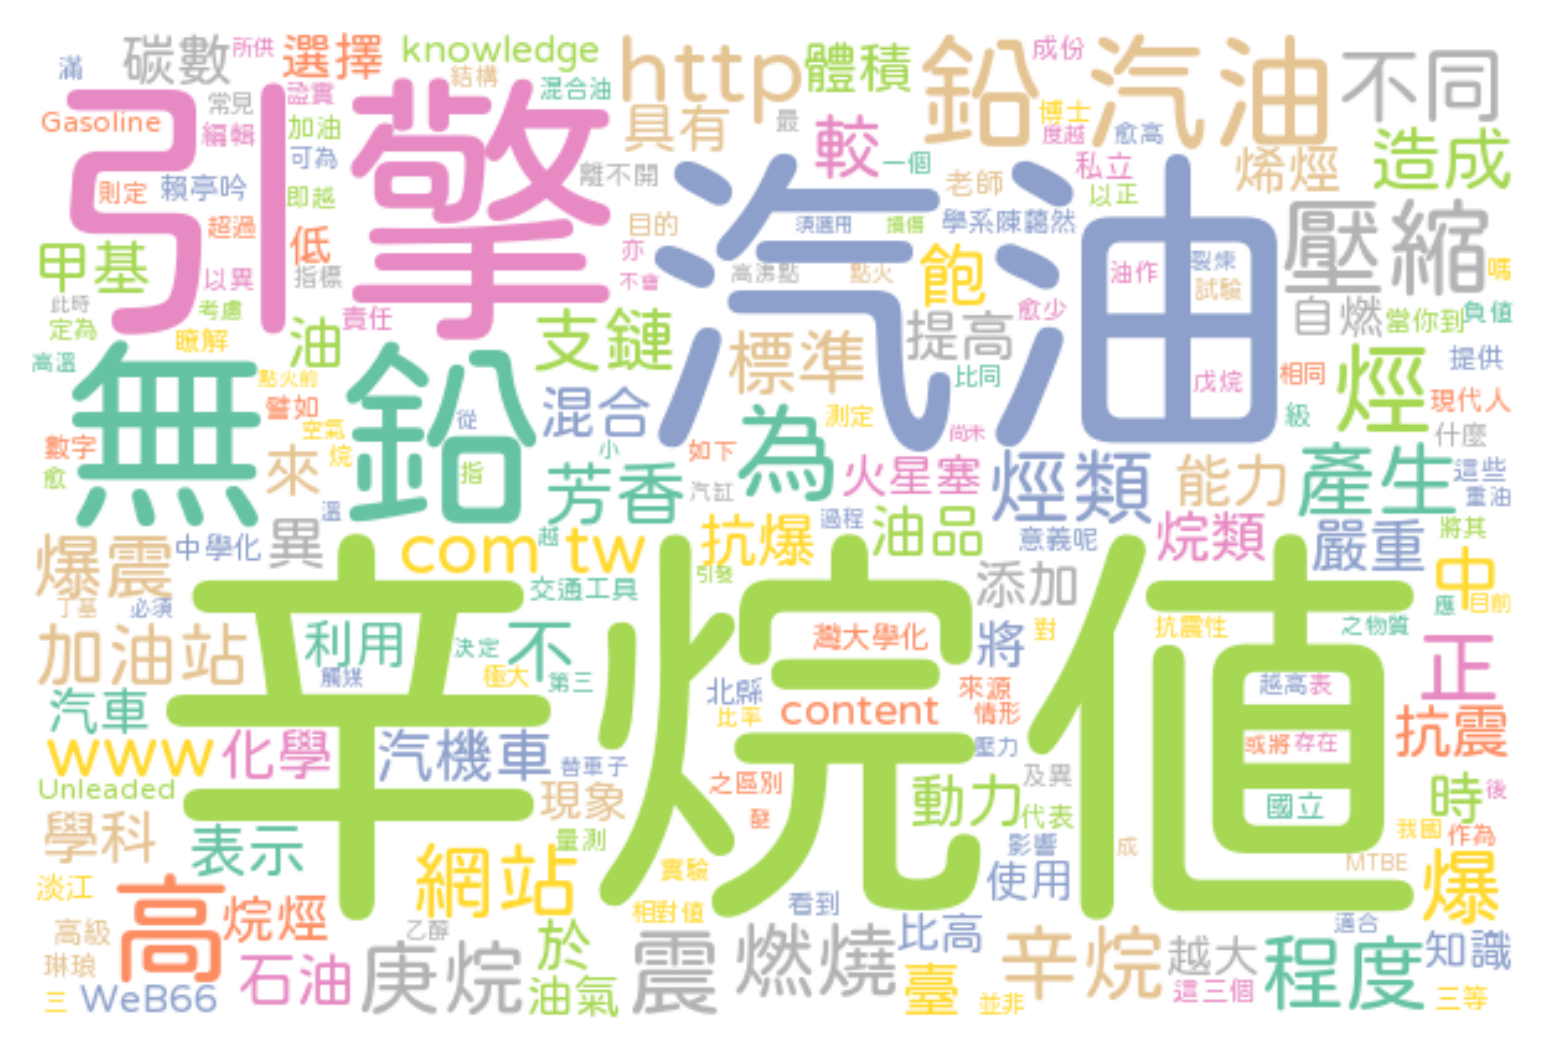 碳數
所供
選擇
knowledge
http
體積
鉛
成份
汽油
不同
滿
結構
混合油
Gasoline
常見
證實
引擎
具有
最
較
博士
度越
愈高
編輯
加油
可為
離不開
一個
私立
烯烴
造成
則定
賴亭吟
即越
汽油
老師
以正
超過
低
目的
須選用
損傷
學系陳藹然
壓縮
甲基
以異
指標
亦
不會
高沸點
點火
飽
油作
裂煉
試驗
嗎
此時
定為
考慮
責任
瞭解
油
支鏈
標準
提高
愈少
自燃
當你到
負值
高溫
無
鉛
點火前
譬如
混合
比同
戊烷
相同
烴
提供
現代人
空氣
從
為
測定
尚未
級
什麼
數字
愈
來
烷
指
小
芳香
如下
汽缸
火星塞
烴類
能力
產生
這些
重油
溫
爆震
中學化
異
com
越
tw
抗爆
過程
油品
意義呢
烷類
嚴重
將其
中
丁基
必須
交通工具
引發
添加
應
目前
辛烷值
加油站
利用
觸媒
決定
不
極大
第三
灣大學化
將
對
抗震性
之物質
正
汽車
北縣
比率
content
來源
情形
越高
表
抗震
www
化學
汽機車
替車子
壓力
或將
存在
Unleaded
現象
之區別
及異
動力
代表
國立
時
後
學科
表示
量測
醚
影響
成
我國
作為
MTBE
淡江
高
烷烴
網站
實驗
使用
爆
高級
乙醇
相對值
看到
比高
適合
琳琅
石油
庚烷
於
震
燃燒
辛烷
越大
程度
知識
三
WeB66
油氣
臺
並非
這三個
三等